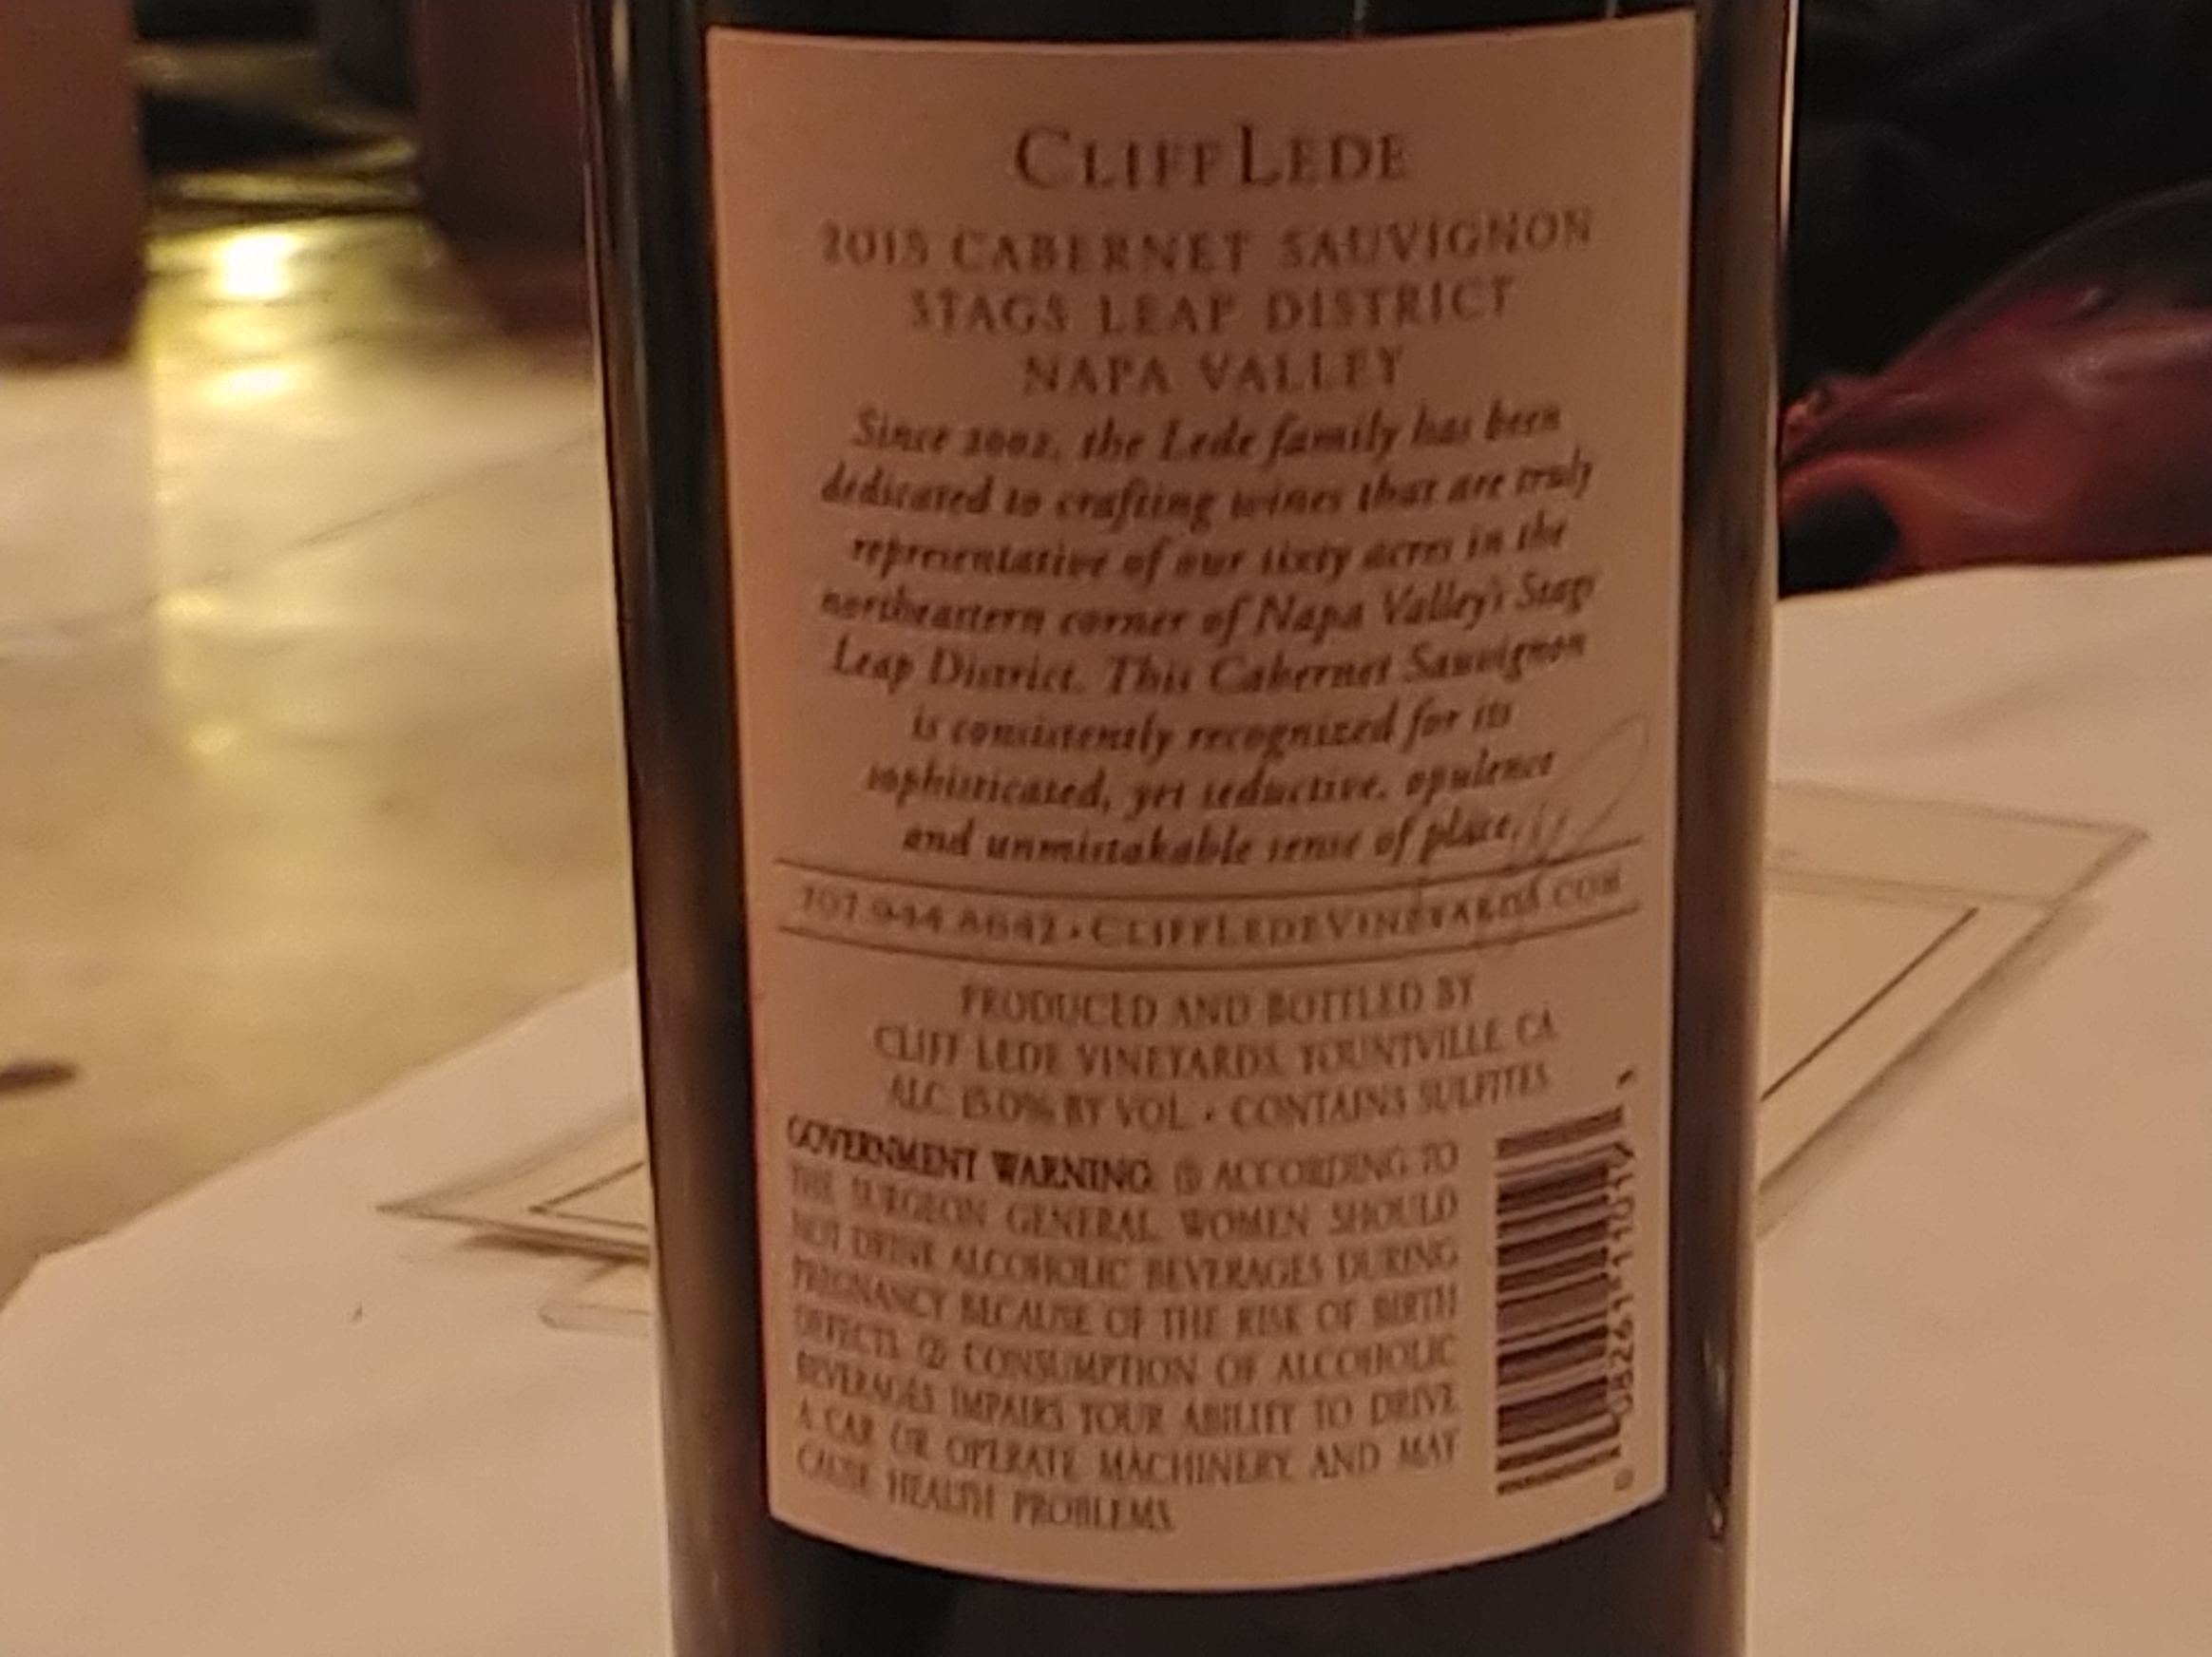 CLIFF LEDE
2015 CABERNET SAUVIGNON
STAGS LEAP DISTRICT
NAPA VALLEY
Since 2002, the Lede family has been
dedicated to crafting wines that are truly
representative of our sixty acres in the
northeastern corner of Napa Valley's Stags
Leap District. This Cabernet Sauvignon
is consistently recognized for its
sophisticated, yet seductive, opulence
and unmistakable sense of place.
707.944.8642 • CLIFFLEDEVINEYARDS.COM
PRODUCED AND BOTTLED BY
CLIFF LEDE VINEYARDS, YOUNTVILLE, CA
ALC. 15.0% BY VOL. • CONTAINS SULFITES
GOVERNMENT WARNING: (1) ACCORDING TO
THE SURGEON GENERAL, WOMEN SHOULD
NOT DRINK ALCOHOLIC BEVERAGES DURING
PREGNANCY BECAUSE OF THE RISK OF BIRTH
DEFECTS. (2) CONSUMPTION OF ALCOHOLIC
BEVERAGES IMPAIRS YOUR ABILITY TO DRIVE
A CAR OR OPERATE MACHINERY, AND MAY
CAUSE HEALTH PROBLEMS.